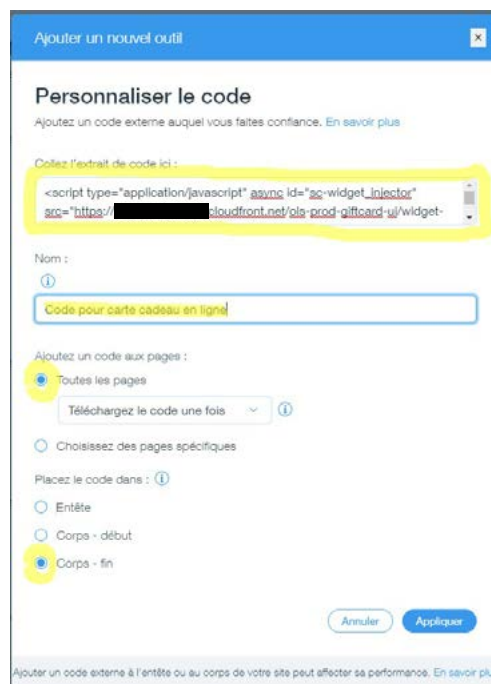 Ajouter un nouvel outil
Personnaliser le code
Ajoutez un code externe auquel vous faites confiance. En savoir plus
Collez l'extrait de code ici :
<script type="application/javascript" async id="sc-widget_injector"
src="https:// cloudfront.net/ols-prod-giftcard-ui/widget-
Nom :
Code pour carte cadeau en ligne
Ajoutez un code aux pages :
Toutes les pages
Téléchargez le code une fois
Choisissez des pages spécifiques
Placez le code dans :
Entête
Corps - début
Corps - fin
Annuler Appliquer
Ajouter un code externe à l'entête ou au corps de votre site peut affecter sa performance. En savoir plu